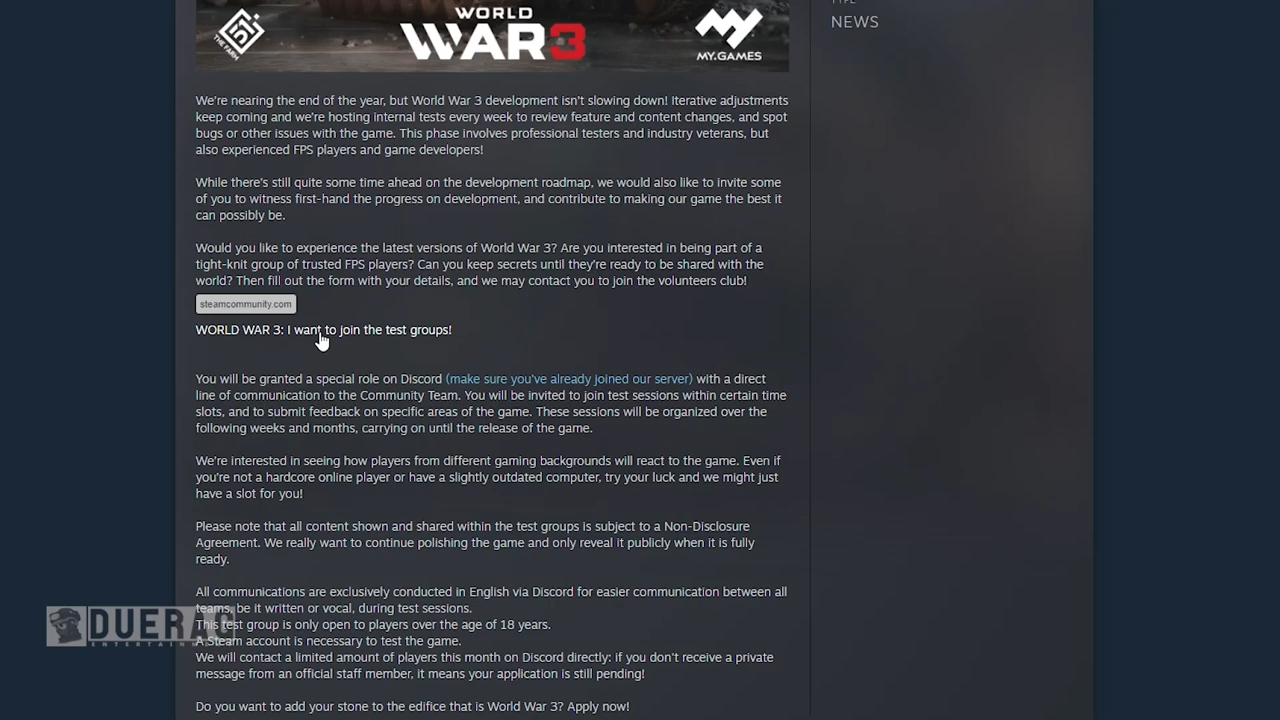 WORLD
WAR3
THE FARM
MY.GAMES
NEWS
We're nearing the end of the year, but World War 3 development isn't slowing down! Iterative adjustments
keep coming and we're hosting internal tests every week to review feature and content changes, and spot
bugs or other issues with the game. This phase involves professional testers and industry veterans, but
also experienced FPS players and game developers!
While there's still quite some time ahead on the development roadmap, we would also like to invite some
of you to witness first-hand the progress on development, and contribute to making our game the best it
can possibly be.
Would you like to experience the latest versions of World War 3? Are you interested in being part of a
tight-knit group of trusted FPS players? Can you keep secrets until they're ready to be shared with the
world? Then fill out the form with your details, and we may contact you to join the volunteers club!
steamcommunity.com
WORLD WAR 3: I want to join the test groups!
You will be granted a special role on Discord (make sure you've already joined our server) with a direct
line of communication to the Community Team. You will be invited to join test sessions within certain time
slots, and to submit feedback on specific areas of the game. These sessions will be organized over the
following weeks and months, carrying on until the release of the game.
We're interested in seeing how players from different gaming backgrounds will react to the game. Even if
you're not a hardcore online player or have a slightly outdated computer, try your luck and we might just
have a slot for you!
Please note that all content shown and shared within the test groups is subject to a Non-Disclosure
Agreement. We really want to continue polishing the game and only reveal it publicly when it is fully
ready.
All communications are exclusively conducted in English via Discord for easier communication between all
teams, be it written or vocal, during test sessions.
This test group is only open to players over the age of 18 years.
A Steam account is necessary to test the game.
We will contact a limited amount of players this month on Discord directly: if you don't receive a private
message from an official staff member, it means your application is still pending!
Do you want to add your stone to the edifice that is World War 3? Apply now!